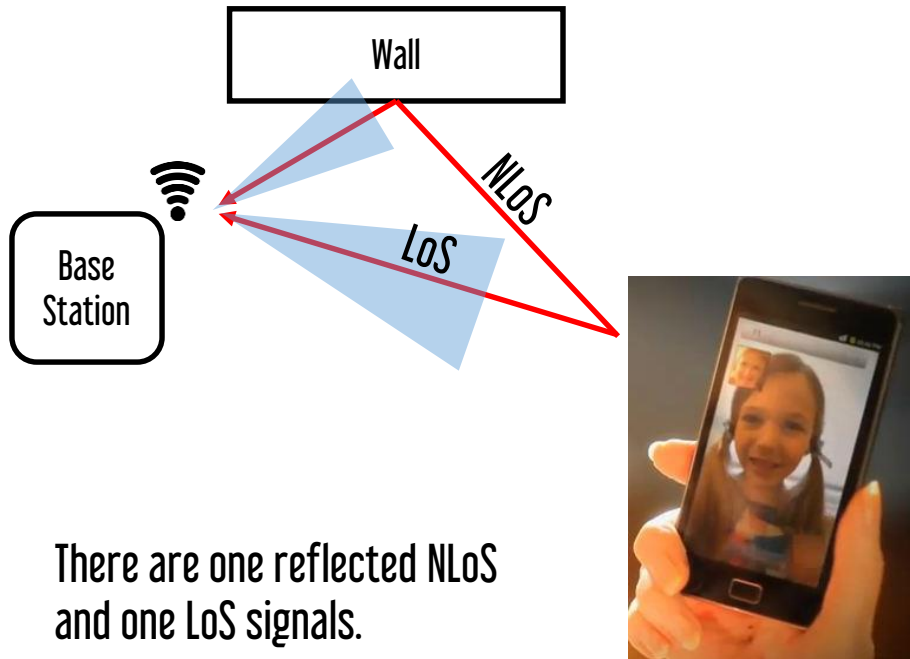 Wall
NLoS
LoS
Base
Station
There are one reflected NLoS
and one LoS signals.